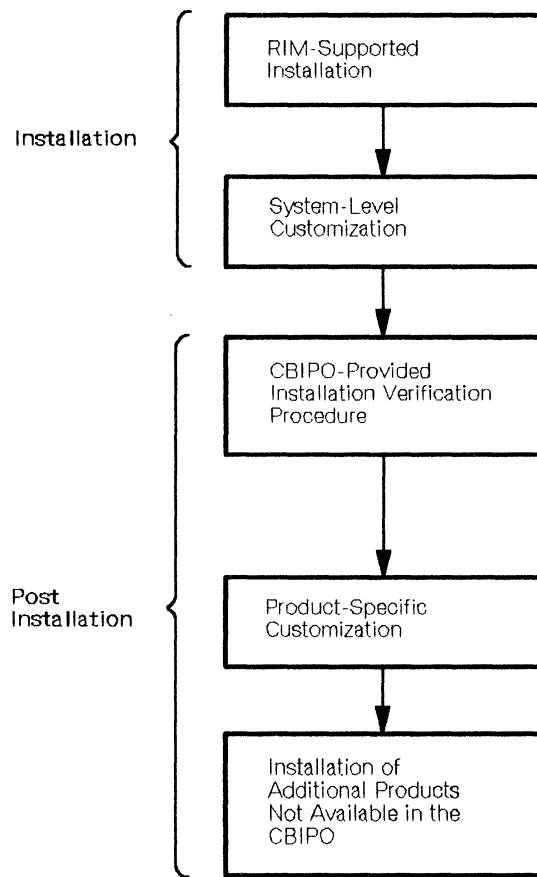 RIM-Supported
Installation
Installation
System-Level
Customization
CBIPO-Provided
Installation Verification
Procedure
Post
Installation
Product-Specific
Customization
Installation of
Additional Products
Not Available in the
CBIPO